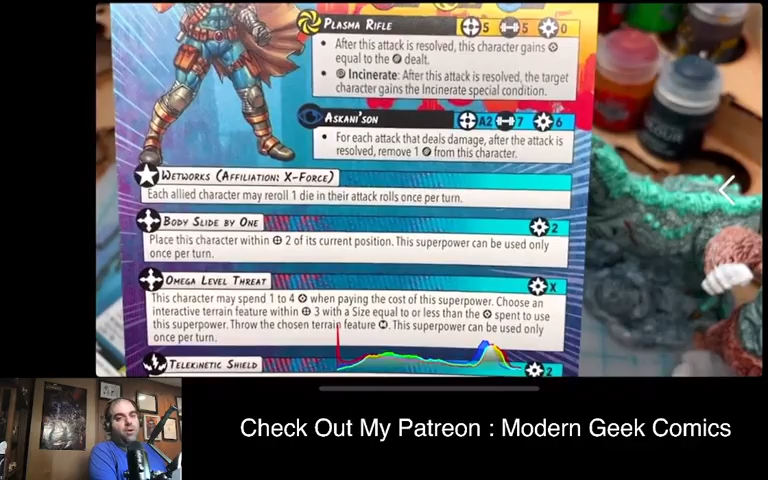 PLASMA RIFLE 5 5 0
• After this attack is resolved, this character gains
equal to the dealt.
• Incinerate: After this attack is resolved, the target
character gains the Incinerate special condition.
ASKANI'SON A2 7 6
• For each attack that deals damage, after the attack is
resolved, remove 1 from this character.
WETWORKS (AFFILIATION: X-FORCE)
Each allied character may reroll 1 die in their attack rolls once per turn.
BODY SLIDE BY ONE 2
Place this character within 2 of its current position. This superpower can be used only
once per turn.
OMEGA LEVEL THREAT X
This character may spend 1 to 4 when paying the cost of this superpower. Choose an
interactive terrain feature within 3 with a Size equal to or less than the spent to use
this superpower. Throw the chosen terrain feature M. This superpower can be used only
once per turn.
TELEKINETIC SHIELD 2
Check Out My Patreon : Modern Geek Comics